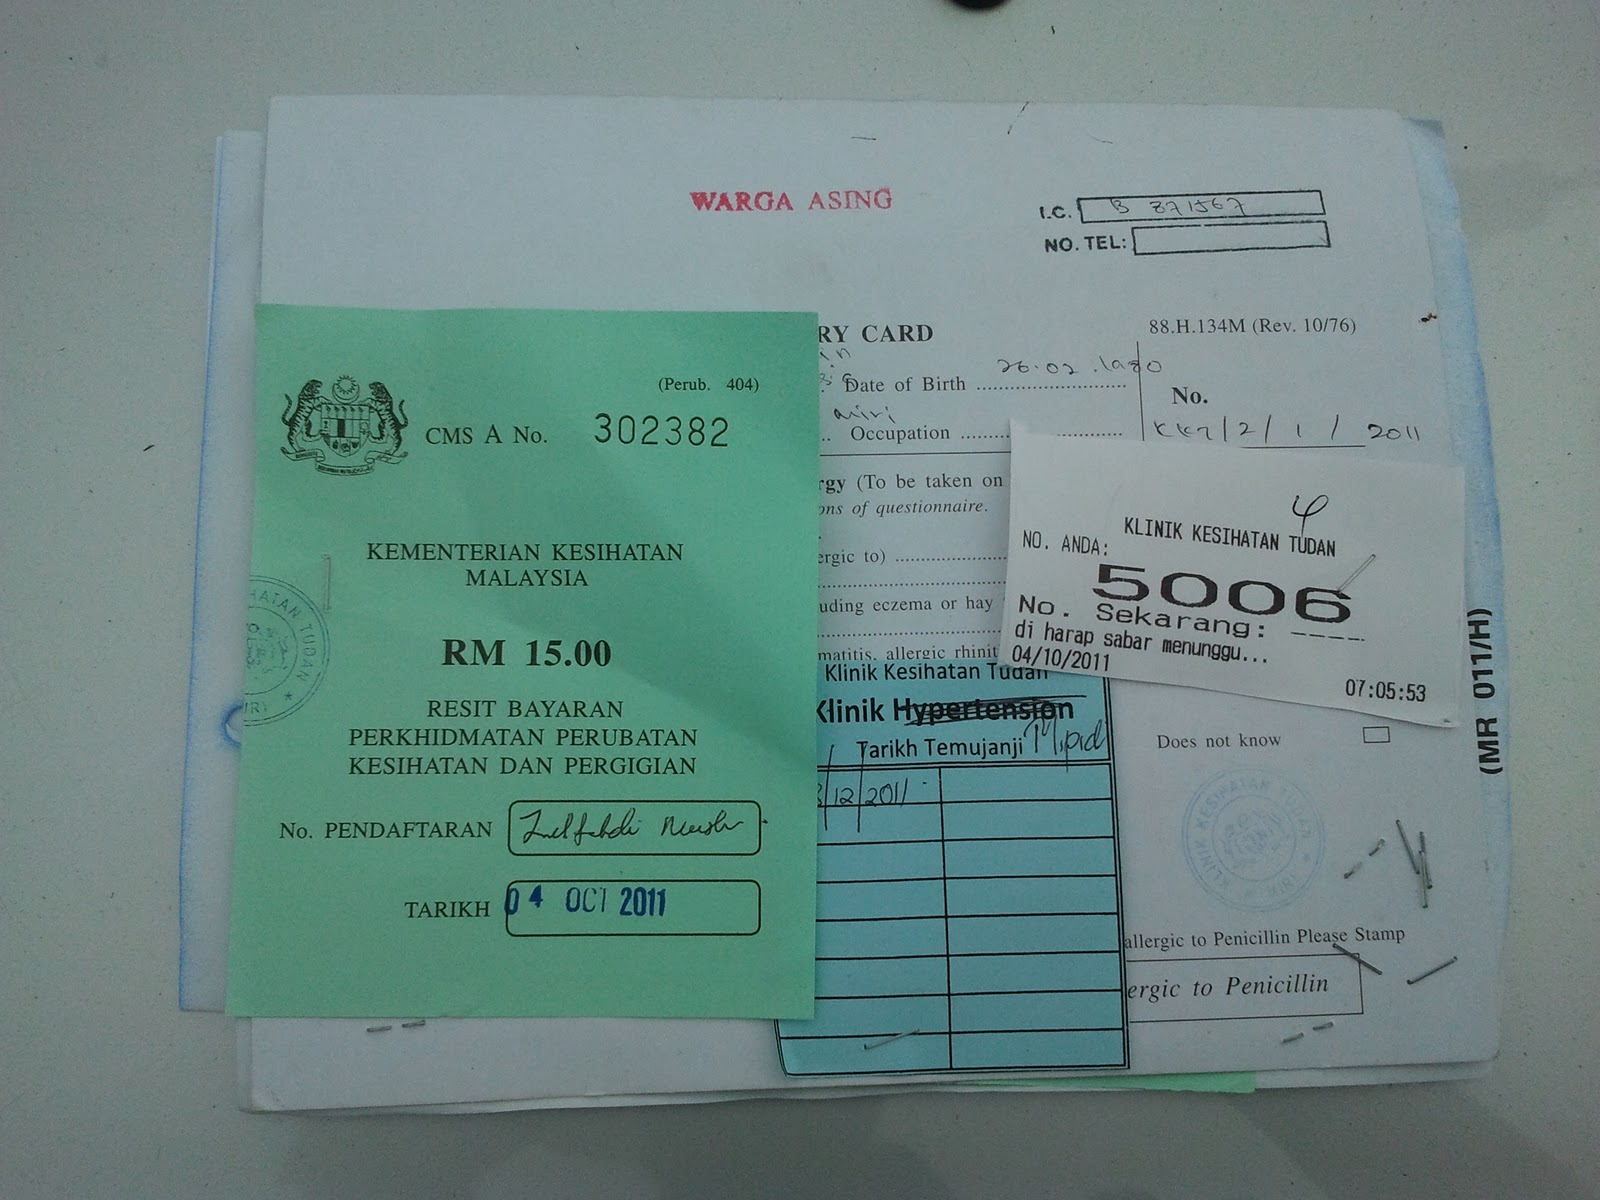 WARGA ASING
I.C. B 871567
NO. TEL:
RY CARD
88.H.134M (Rev. 10/76)
Date of Birth 26.02.1980
No.
Occupation
2011
rgy (To be taken on
ons of questionnaire.
ergic to)
uding eczema or hay
matitis, allergic rhinit
(Perub. 404)
CMS A No. 302382
KEMENTERIAN KESIHATAN
MALAYSIA
RM 15.00
RESIT BAYARAN
PERKHIDMATAN PERUBATAN
KESIHATAN DAN PERGIGIAN
No. PENDAFTARAN
TARIKH 04 OCT 2011
KLINIK KESIHATAN TUDAN
NO. ANDA:
5006
No. Sekarang: -----
di harap sabar menunggu...
04/10/2011
07:05:53
Klinik Kesihatan Tudan
Klinik Hypertension
Tarikh Temujanji
/12/2011
Does not know
KLINIK KESIHATAN TUDAN
allergic to Penicillin Please Stamp
ergic to Penicillin
(MR 011/H)